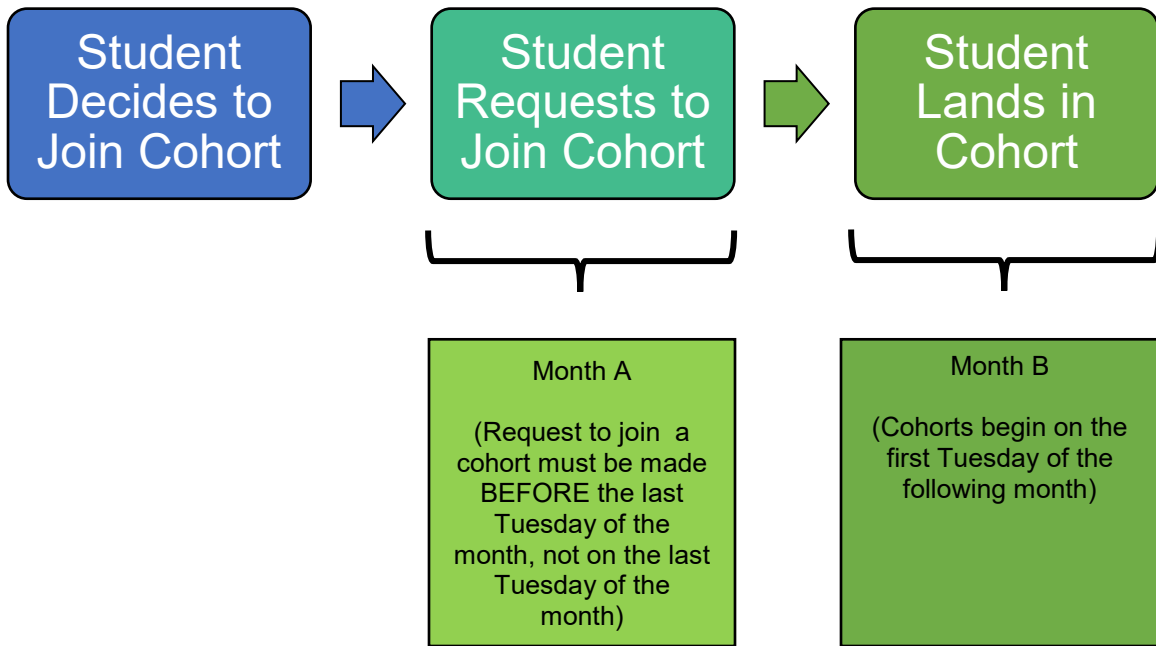 Student
Decides to
Join Cohort
Student
Requests to
Join Cohort
Student
Lands in
Cohort
Month A
(Request to join  a
cohort must be made
BEFORE the last
Tuesday of the
month, not on the last
Tuesday of the
month)
Month B
(Cohorts begin on the
first Tuesday of the
following month)